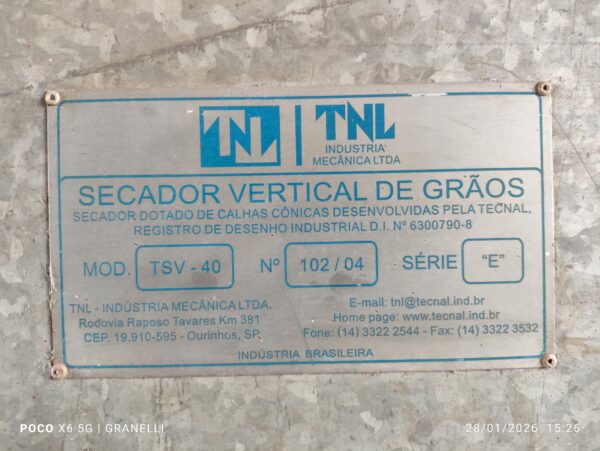 TNL | TNL
INDUSTRIA
MECÂNICA LTDA
SECADOR VERTICAL DE GRÃOS
SECADOR DOTADO DE CALHAS CÔNICAS DESENVOLVIDAS PELA TECNAL,
REGISTRO DE DESENHO INDUSTRIAL D.I. Nº 6300790-8
MOD. TSV - 40 Nº 102 / 04 SÉRIE "E"
TNL - INDÚSTRIA MECÂNICA LTDA.
Rodovia Raposo Tavares Km 381
CEP. 19.910-595 - Ourinhos, SP.
E-mail: tnl@tecnal.ind.br
Home page: www.tecnal.ind.br
Fone: (14) 3322 2544 - Fax: (14) 3322 3532
INDÚSTRIA BRASILEIRA
POCO X6 5G | GRANELLI
28/01/2026 15:26